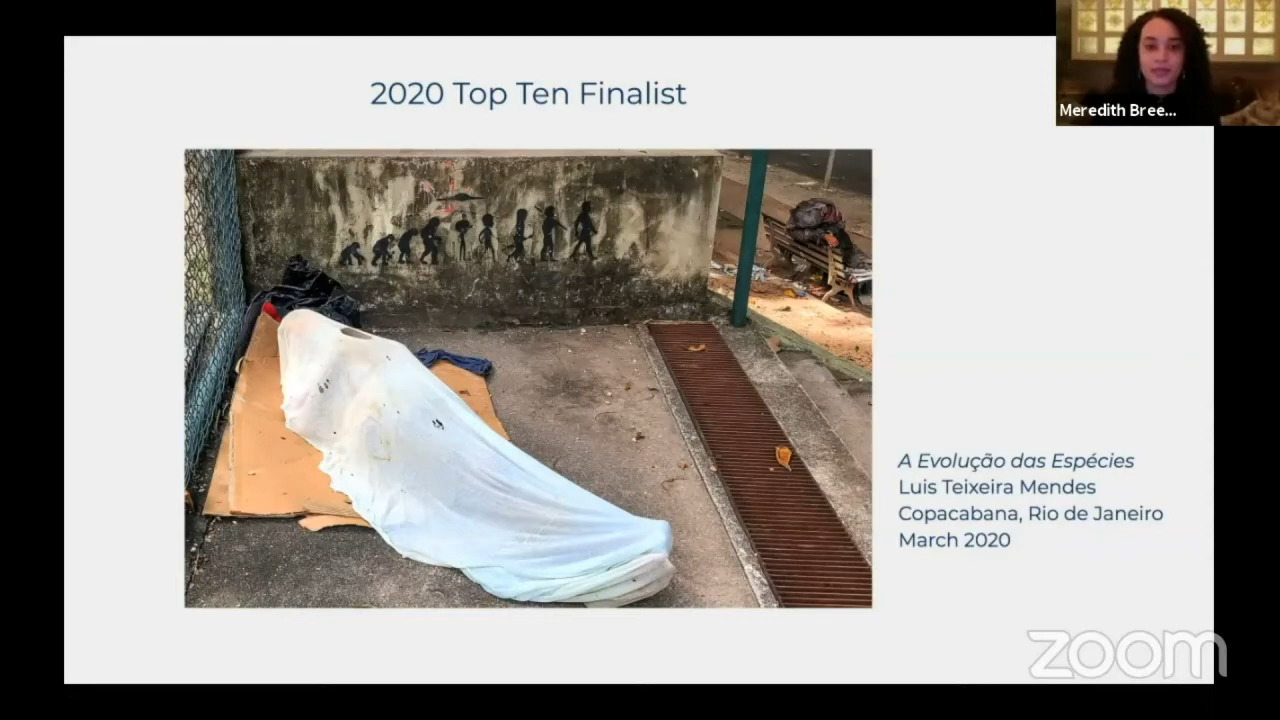 2020 Top Ten Finalist
Meredith Bree...
A Evolução das Espécies
Luis Teixeira Mendes
Copacabana, Rio de Janeiro
March 2020
zoom